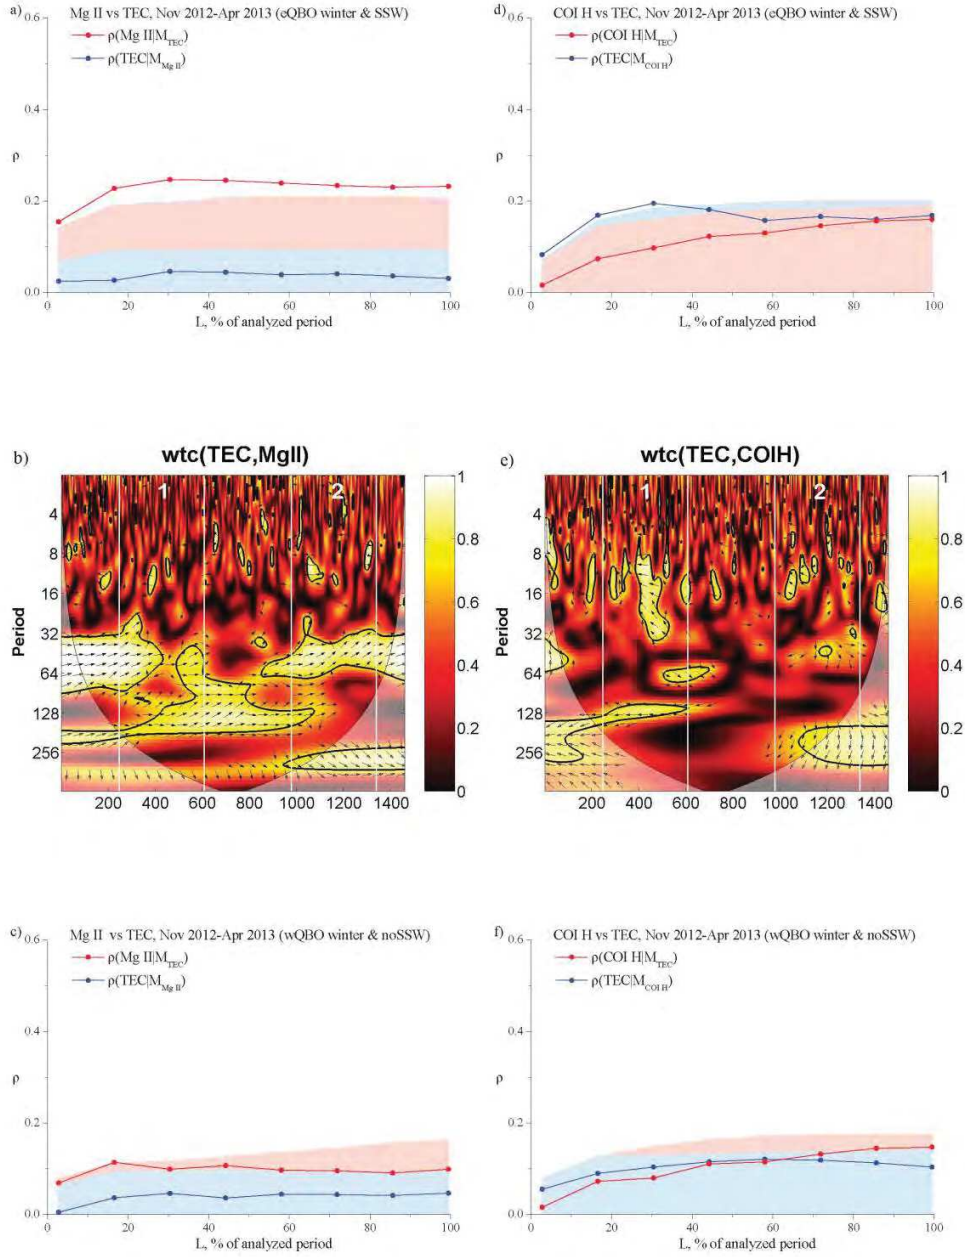 a)
Mg II vs TEC, Nov 2012-Apr 2013 (eQBO winter & SSW)
ρ(Mg II|M_TEC)
ρ(TEC|M_Mg II)
0.6
0.4
ρ
0.2
0.0
0 20 40 60 80 100
L, % of analyzed period
d)
COI H vs TEC, Nov 2012-Apr 2013 (eQBO winter & SSW)
ρ(COI H|M_TEC)
ρ(TEC|M_COI H)
0.6
0.4
ρ
0.2
0.0
0 20 40 60 80 100
L, % of analyzed period
b)
wtc(TEC,MgII)
1 2
Period
4
8
16
32
64
128
256
200 400 600 800 1000 1200 1400
1
0.8
0.6
0.4
0.2
0
e)
wtc(TEC,COIH)
1 2
Period
4
8
16
32
64
128
256
200 400 600 800 1000 1200 1400
1
0.8
0.6
0.4
0.2
0
c)
Mg II vs TEC, Nov 2012-Apr 2013 (wQBO winter & noSSW)
ρ(Mg II|M_TEC)
ρ(TEC|M_Mg II)
0.6
0.4
ρ
0.2
0.0
0 20 40 60 80 100
L, % of analyzed period
f)
COI H vs TEC, Nov 2012-Apr 2013 (wQBO winter & noSSW)
ρ(COI H|M_TEC)
ρ(TEC|M_COI H)
0.6
0.4
ρ
0.2
0.0
0 20 40 60 80 100
L, % of analyzed period